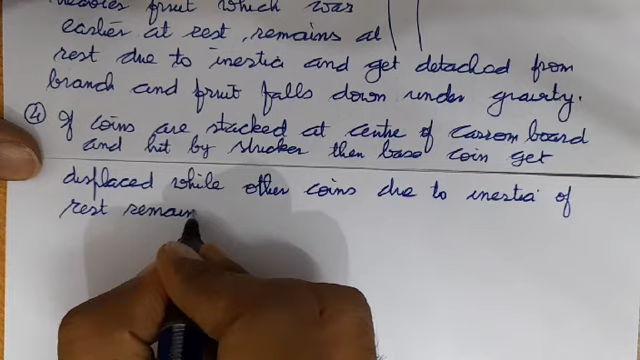 fruit which was
earlier at rest, remains at
rest due to inertia and get detached from
branch and fruit falls down under gravity.
4 If coins are stacked at centre of carrom board
and hit by stricker then base coin get
displaced while other coins due to inertia of
rest remain